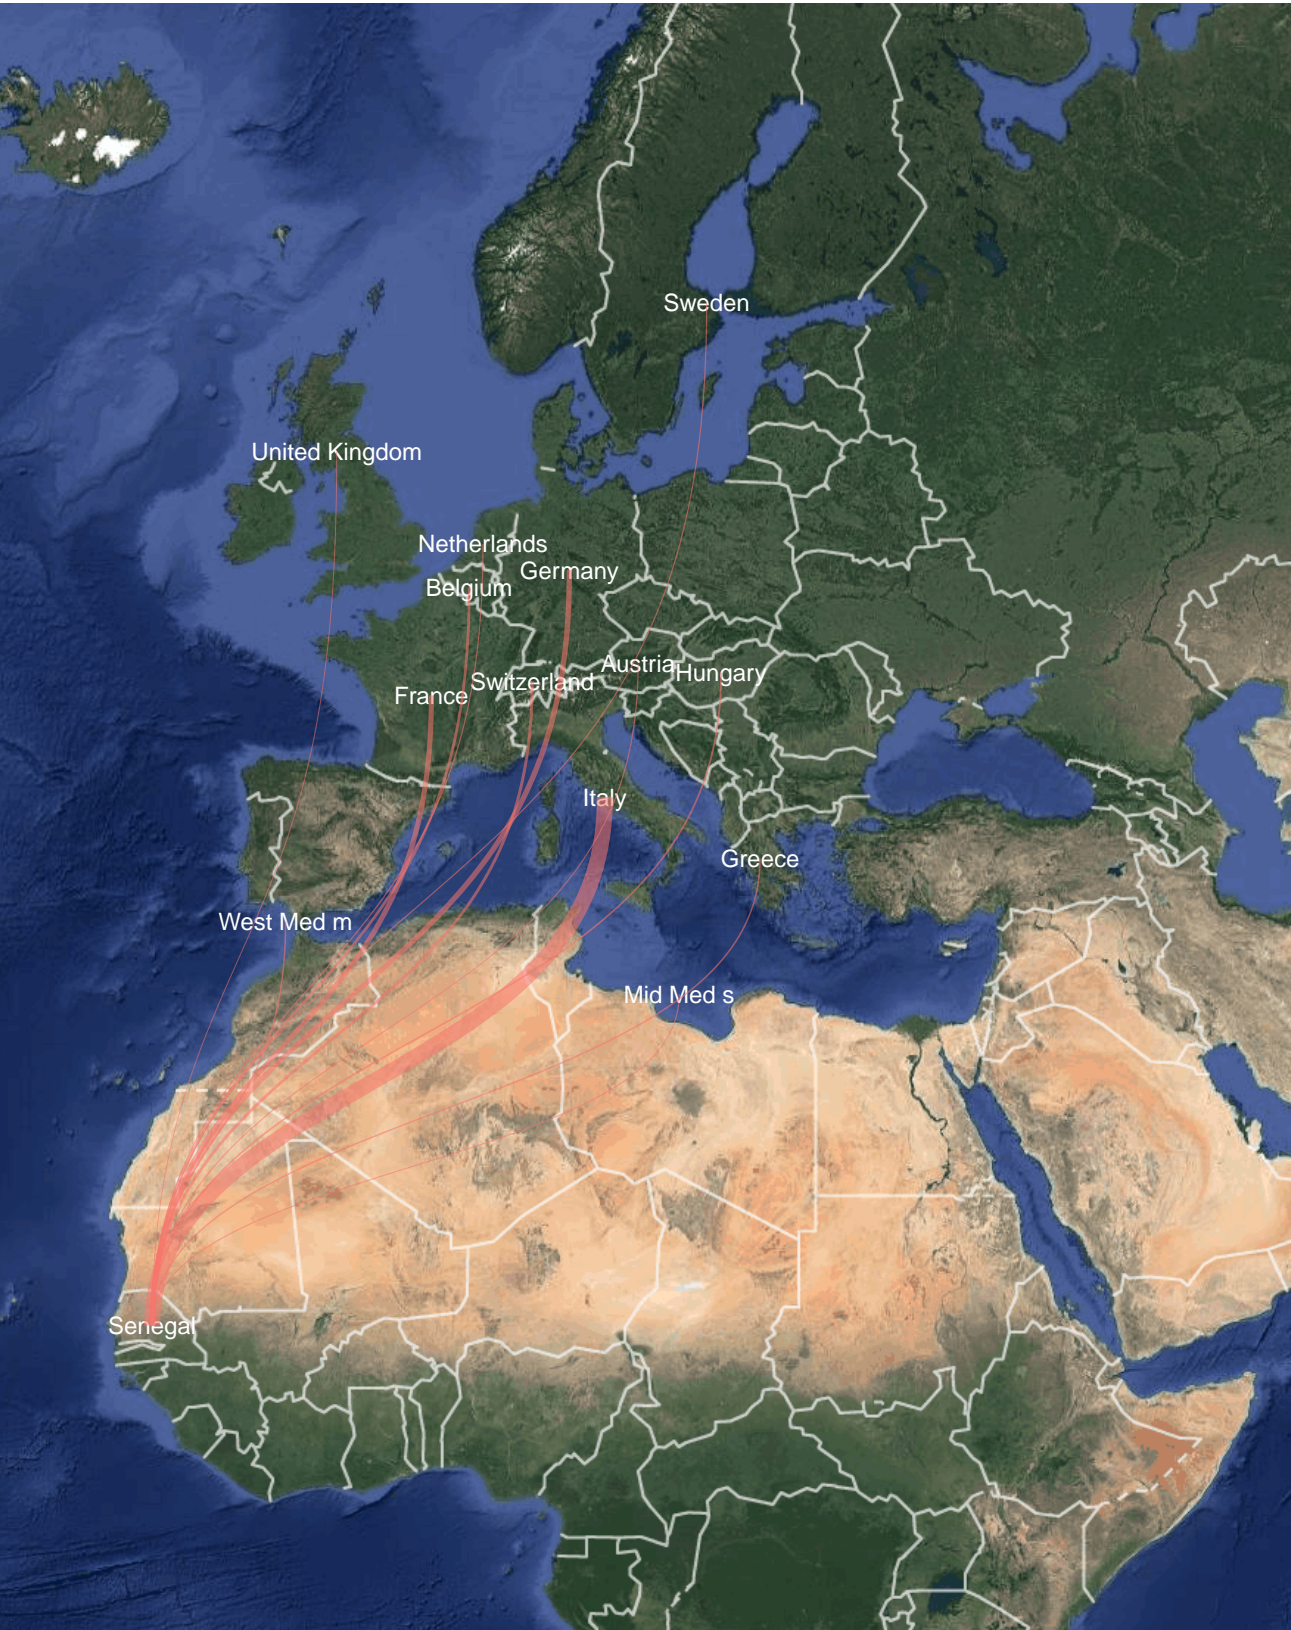 Sweden
United Kingdom
Netherlands
Germany
Belgium
Austria
Hungary
Switzerland
France
Italy
Greece
West Med m
Mid Med s
Senegal